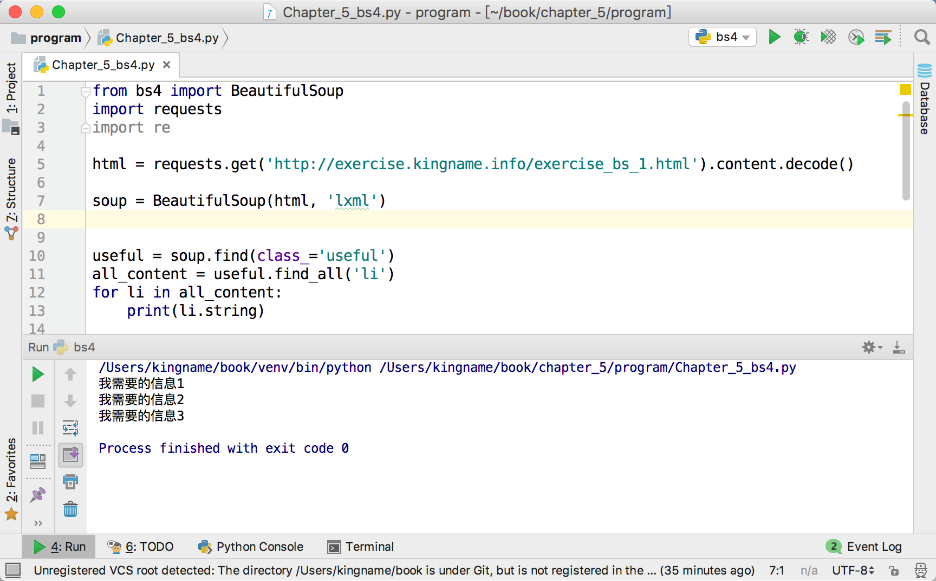 Chapter_5_bs4.py - program - [~/book/chapter_5/program]
program Chapter_5_bs4.py bs4
Chapter_5_bs4.py
1: Project
Z: Structure
2: Favorites
Database
1 from bs4 import BeautifulSoup
2 import requests
3 import re
4
5 html = requests.get('http://exercise.kingname.info/exercise_bs_1.html').content.decode()
6
7 soup = BeautifulSoup(html, 'lxml')
8
9
10 useful = soup.find(class_='useful')
11 all_content = useful.find_all('li')
12 for li in all_content:
13 print(li.string)
14
Run bs4
/Users/kingname/book/venv/bin/python /Users/kingname/book/chapter_5/program/Chapter_5_bs4.py
我需要的信息1
我需要的信息2
我需要的信息3
Process finished with exit code 0
4: Run 6: TODO Python Console Terminal 2 Event Log
Unregistered VCS root detected: The directory /Users/kingname/book is under Git, but is not registered in the ... (35 minutes ago) 7:1 n/a UTF-8